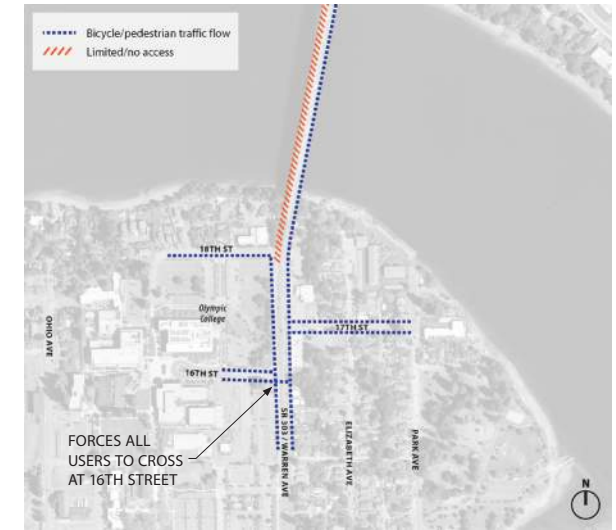 Bicycle/pedestrian traffic flow
Limited/no access
18TH ST
Olympic
College
OHIO AVE
17TH ST
16TH ST
SR 303 / WARREN AVE
ELIZABETH AVE
PARK AVE
FORCES ALL
USERS TO CROSS
AT 16TH STREET
N